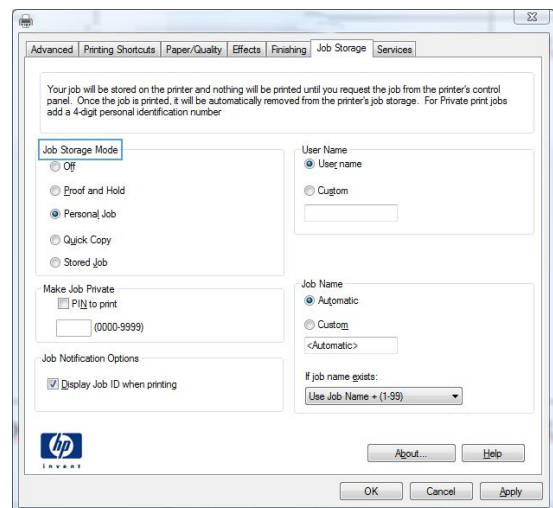 Advanced Printing Shortcuts Paper/Quality Effects Finishing Job Storage Services
Your job will be stored on the printer and nothing will be printed until you request the job from the printer's control
panel. Once the job is printed, it will be automatically removed from the printer's job storage. For Private print jobs
add a 4-digit personal identification number
Job Storage Mode
Off
Proof and Hold
Personal Job
Quick Copy
Stored Job
Make Job Private
PIN to print
(0000-9999)
Job Notification Options
Display Job ID when printing
User Name
User name
Custom
Job Name
Automatic
Custom
<Automatic>
If job name exists:
Use Job Name + (1-99)
hp
invent
About... Help
OK Cancel Apply